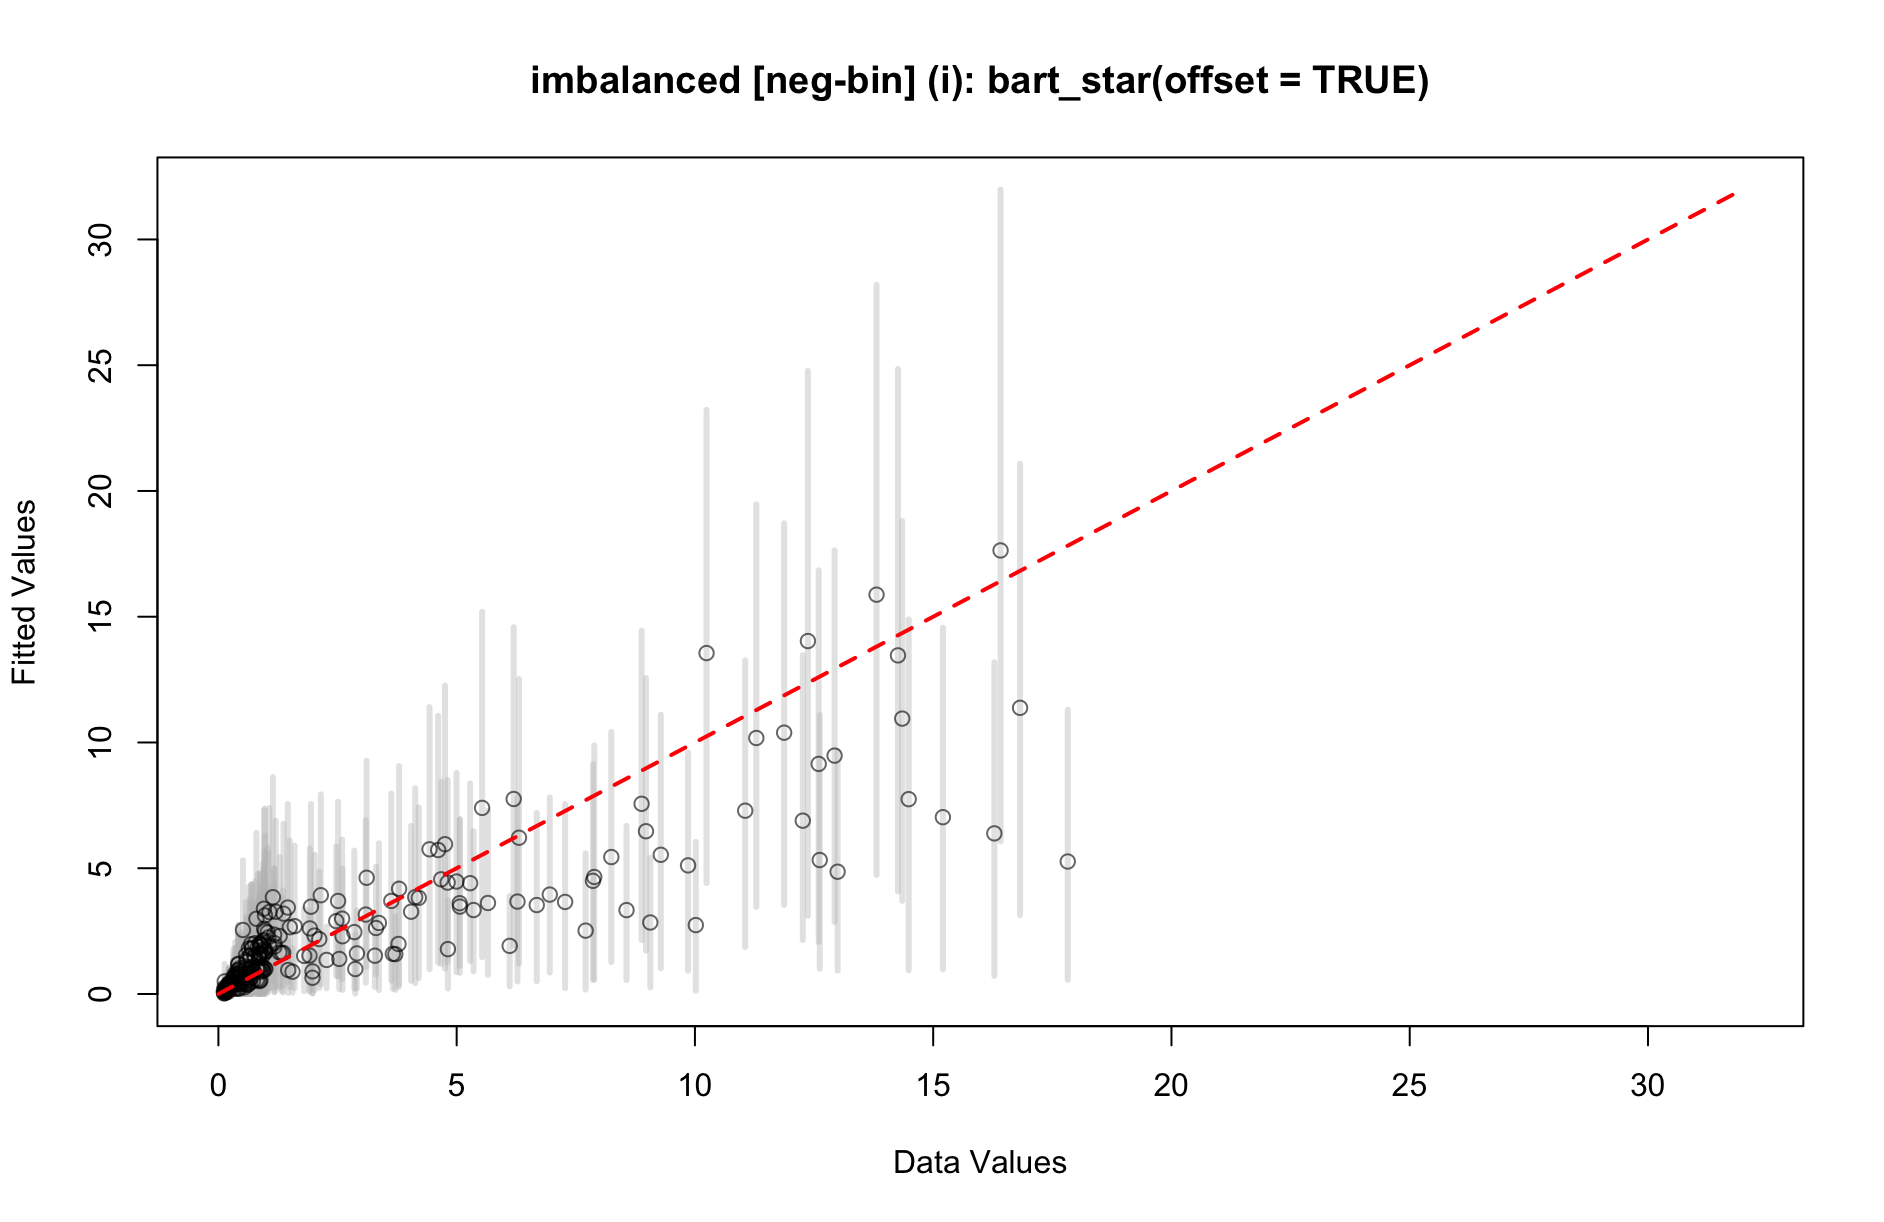 imbalanced [neg-bin] (i): bart_star(offset = TRUE)
Fitted Values
30
25
20
15
10
5
0
0 5 10 15 20 25 30
Data Values